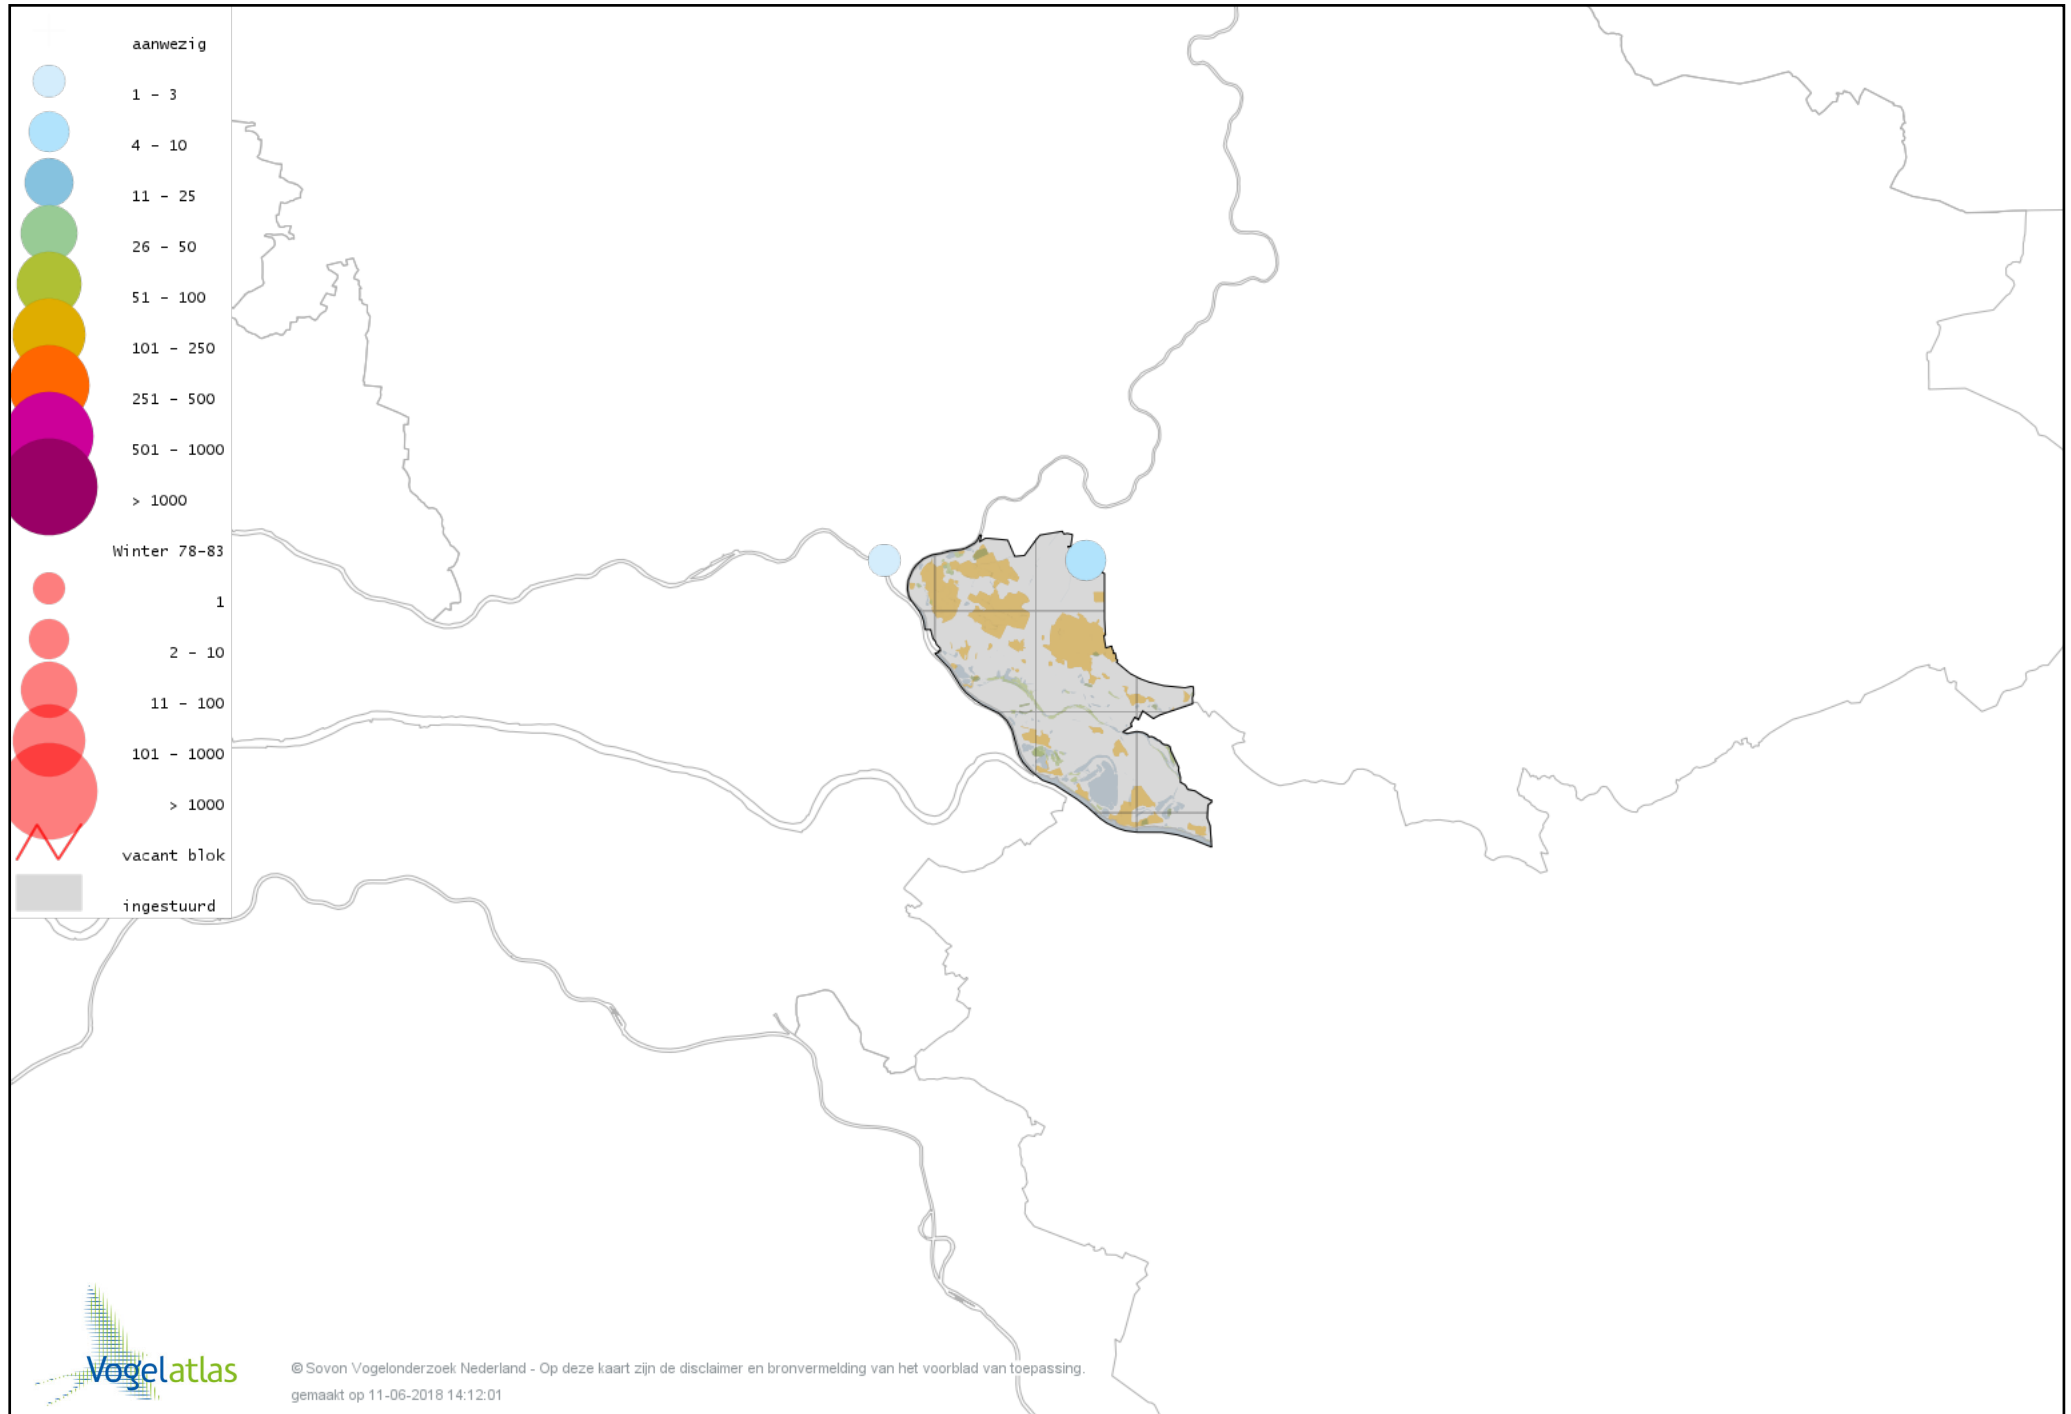 aanwezig
1 - 3
4 - 10
11 - 25
26 - 50
51 - 100
101 - 250
251 - 500
501 - 1000
> 1000
Winter 78-83
1
2 - 10
11 - 100
101 - 1000
> 1000
vacant blok
ingestuurd
Vogelatlas
© Sovon Vogelonderzoek Nederland - Op deze kaart zijn de disclaimer en bronvermelding van het voorblad van toepassing.
gemaakt op 11-06-2018 14:12:01